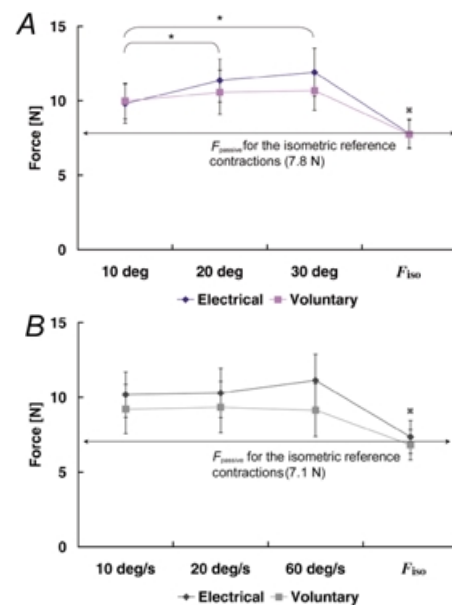 A
15
*
*
10
Force [N]
※
F passive for the isometric reference
contractions (7.8 N)
5
0
10 deg 20 deg 30 deg Fiso
Electrical Voluntary
B
15
10
Force [N]
※
F passive for the isometric reference
contractions (7.1 N)
5
0
10 deg/s 20 deg/s 60 deg/s Fiso
Electrical Voluntary